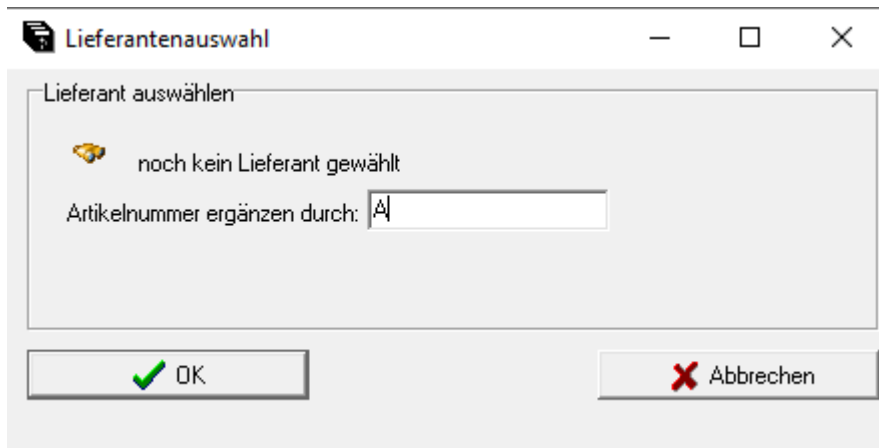 Lieferantenauswahl
Lieferant auswählen
noch kein Lieferant gewählt
Artikelnummer ergänzen durch: A
OK
Abbrechen